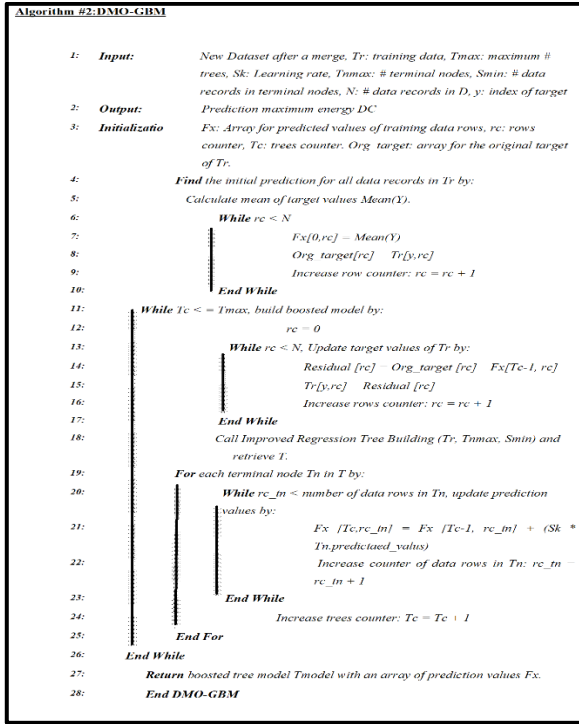 Algorithm #2:DMO-GBM
1: Input: New Dataset after a merge, Tr: training data, Tmax: maximum #
trees, Sk: Learning rate, Tnmax: # terminal nodes, Smin: # data
records in terminal nodes, N: # data records in D, y: index of target
2: Output: Prediction maximum energy DC
3: Initializatio Fx: Array for predicted values of training data rows, rc: rows
counter, Tc: trees counter. Org_target: array for the original target
of Tr.
4: Find the initial prediction for all data records in Tr by:
5: Calculate mean of target values Mean(Y).
6: While rc < N
7: Fx[0,rc] = Mean(Y)
8: Org_target[rc] Tr[y,rc]
9: Increase row counter: rc = rc + 1
10: End While
11: While Tc < = Tmax, build boosted model by:
12: rc = 0
13: While rc < N, Update target values of Tr by:
14: Residual [rc] = Org_target [rc] Fx[Tc-1, rc]
15: Tr[y,rc] Residual [rc]
16: Increase rows counter: rc = rc + 1
17: End While
18: Call Improved Regression Tree Building (Tr, Tnmax, Smin) and
retrieve T.
19: For each terminal node Tn in T by:
20: While rc_tn < number of data rows in Tn, update prediction
values by:
21: Fx [Tc,rc_tn] = Fx [Tc-1, rc_tn] + (Sk *
Tn.predictaed_valus)
22: Increase counter of data rows in Tn: rc_tn =
rc_tn + 1
23: End While
24: Increase trees counter: Tc = Tc + 1
25: End For
26: End While
27: Return boosted tree model Tmodel with an array of prediction values Fx.
28: End DMO-GBM